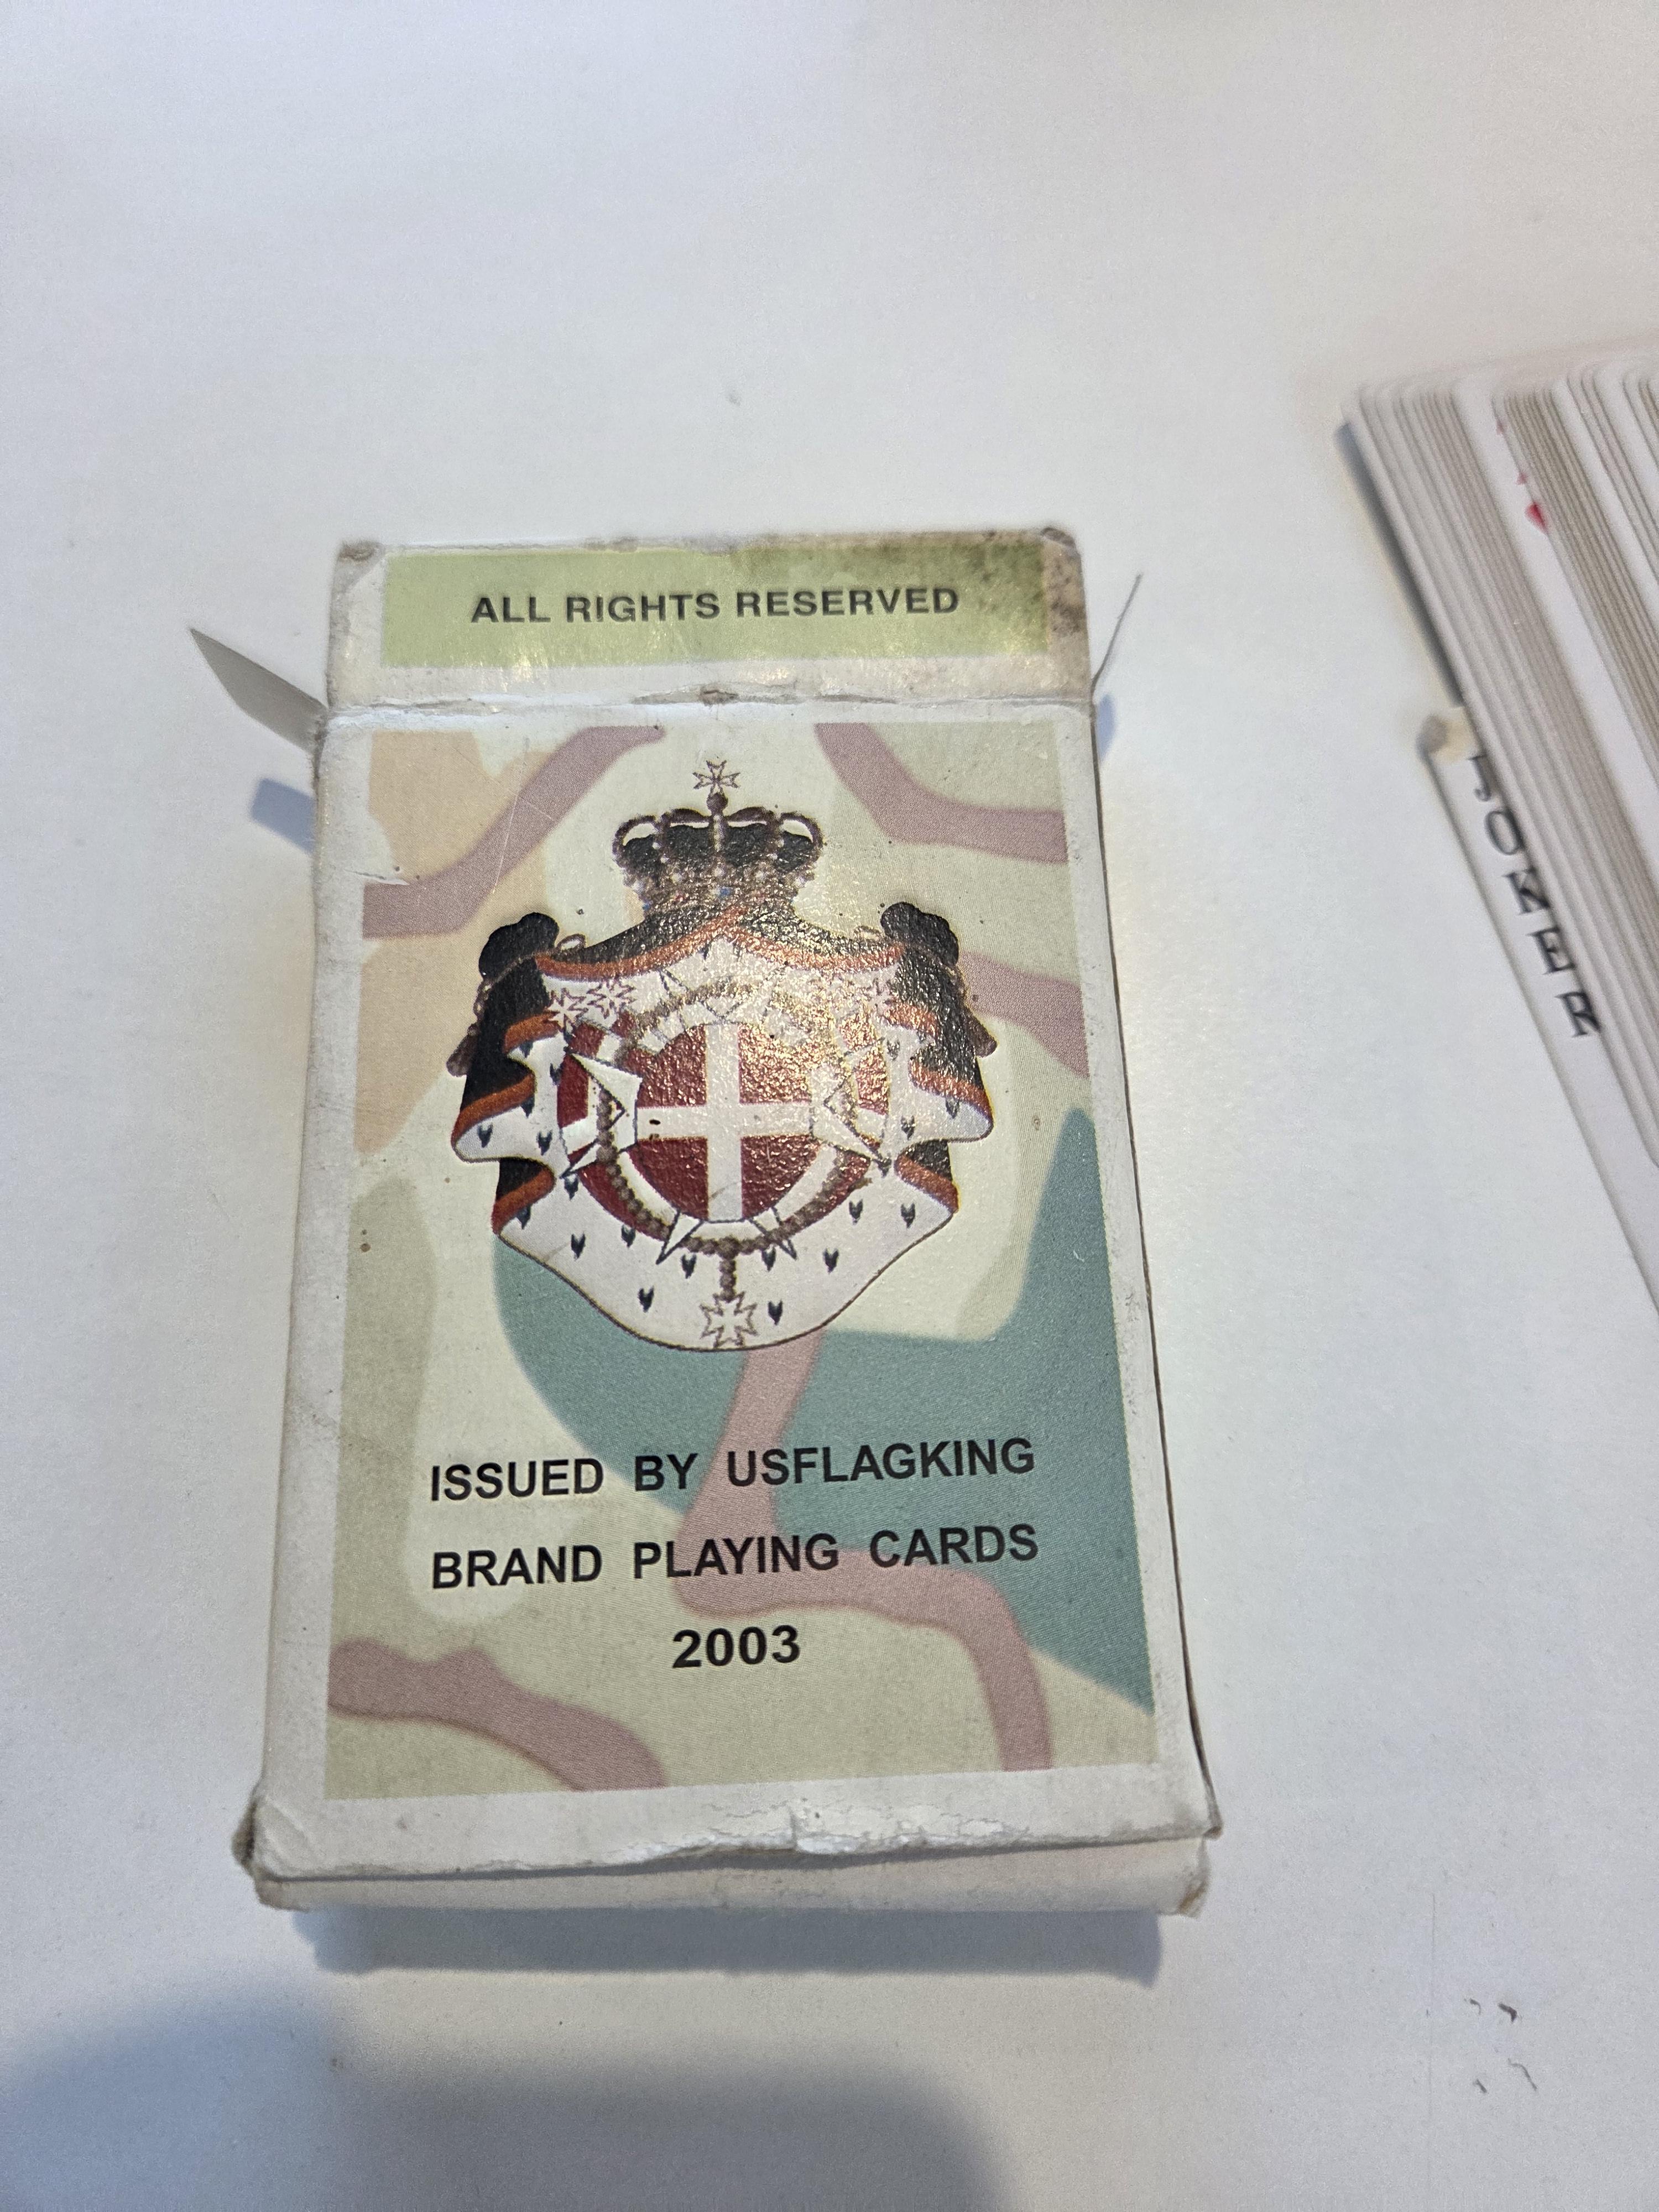 ALL RIGHTS RESERVED
ISSUED BY USFLAGKING
BRAND PLAYING CARDS
2003
JOKER